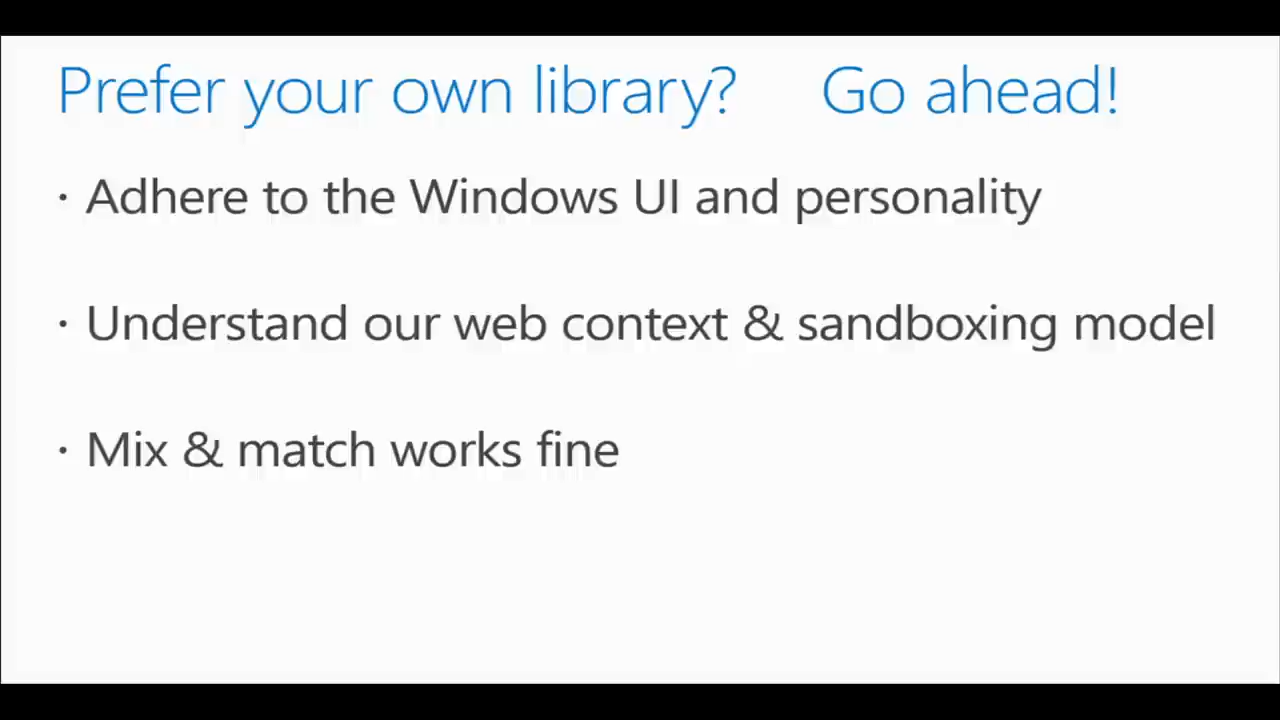 Prefer your own library? Go ahead!
· Adhere to the Windows UI and personality
· Understand our web context & sandboxing model
· Mix & match works fine